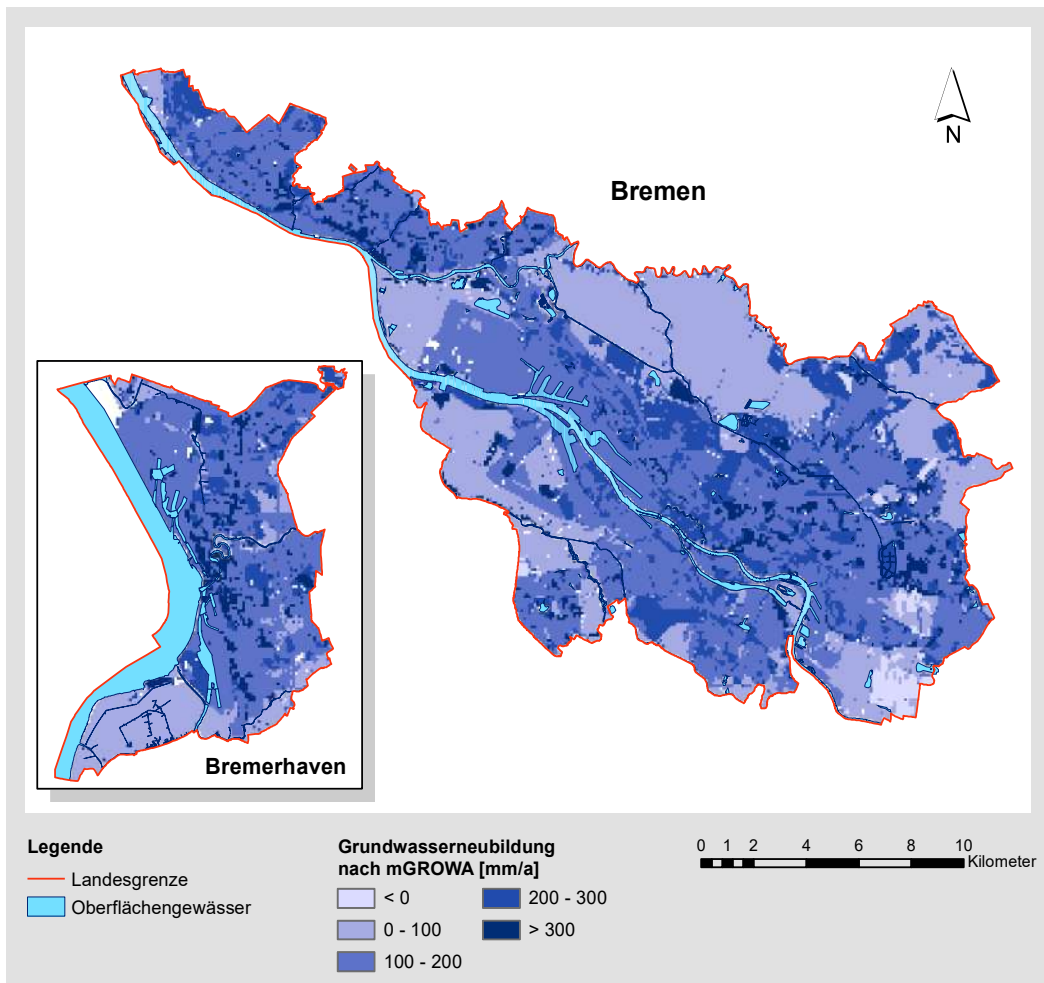 N
Bremen
Bremerhaven
Legende
Landesgrenze
Oberflächengewässer
Grundwasserneubildung
nach mGROWA [mm/a]
< 0
0 - 100
100 - 200
200 - 300
> 300
0 1 2 4 6 8 10
Kilometer